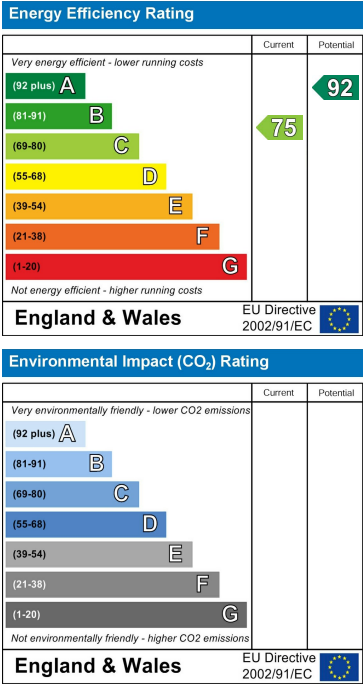 Energy Efficiency Rating
Current Potential
Very energy efficient - lower running costs
(92 plus) A
92
(81-91) B
75
(69-80) C
(55-68) D
(39-54) E
(21-38) F
(1-20) G
Not energy efficient - higher running costs
England & Wales
EU Directive
2002/91/EC
Environmental Impact (CO₂) Rating
Current Potential
Very environmentally friendly - lower CO2 emissions
(92 plus) A
(81-91) B
(69-80) C
(55-68) D
(39-54) E
(21-38) F
(1-20) G
Not environmentally friendly - higher CO2 emissions
England & Wales
EU Directive
2002/91/EC